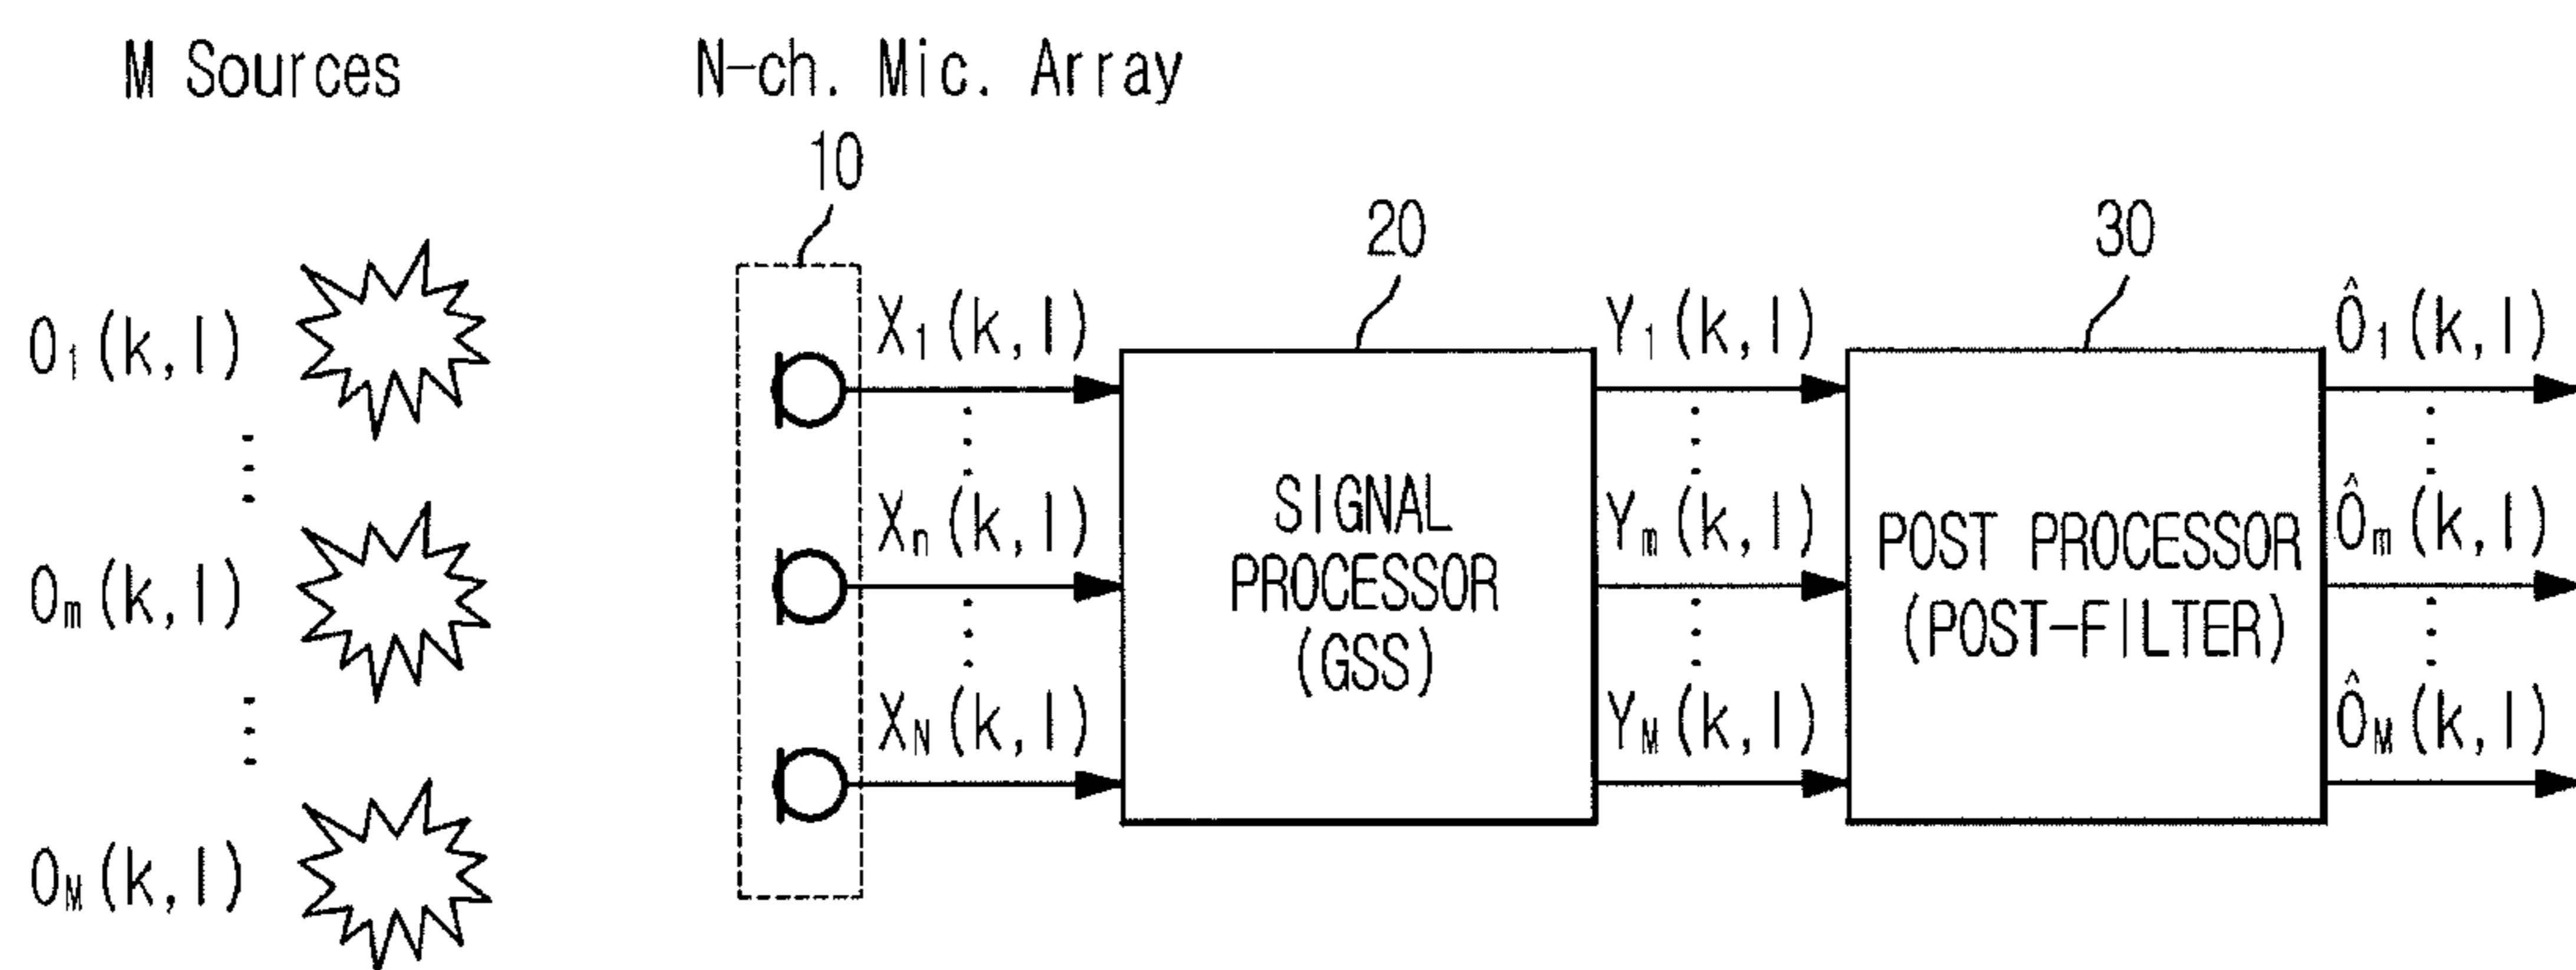 M Sources
N-ch. Mic. Array
10
20
30
O₁(k,l)
Oₘ(k,l)
O_M(k,l)
X₁(k,l)
Xₙ(k,l)
X_N(k,l)
SIGNAL
PROCESSOR
(GSS)
Y₁(k,l)
Yₘ(k,l)
Y_M(k,l)
POST PROCESSOR
(POST-FILTER)
Ô₁(k,l)
Ôₘ(k,l)
Ô_M(k,l)